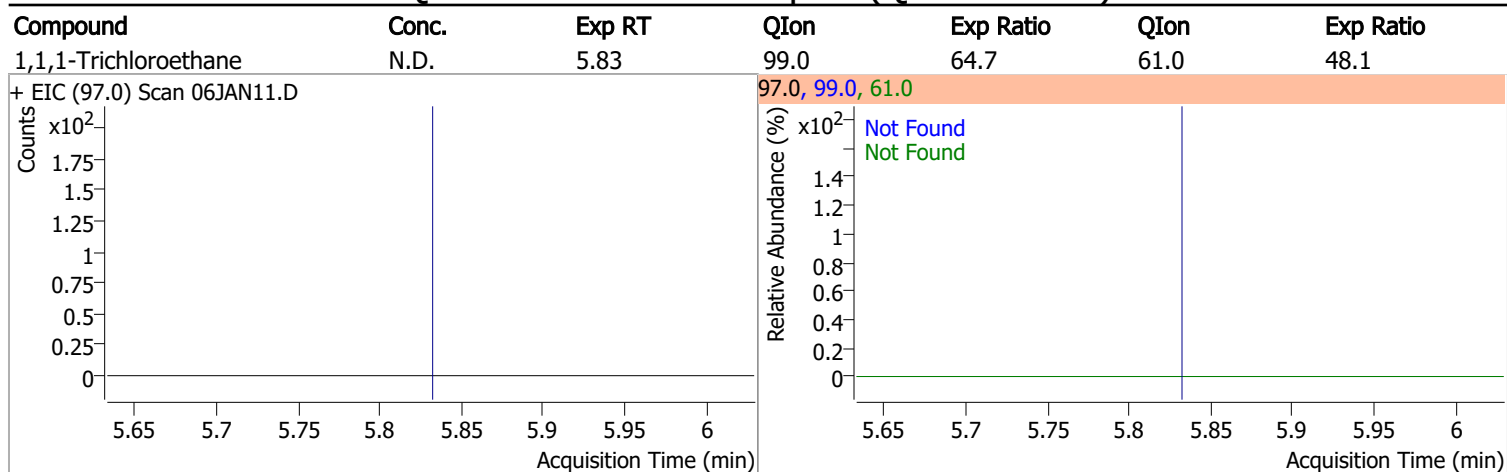 Compound Conc. Exp RT QIon Exp Ratio QIon Exp Ratio
1,1,1-Trichloroethane N.D. 5.83 99.0 64.7 61.0 48.1
+ EIC (97.0) Scan 06JAN11.D
Counts
x10²
1.75
1.5
1.25
1
0.75
0.5
0.25
0
5.65 5.7 5.75 5.8 5.85 5.9 5.95 6
Acquisition Time (min)
97.0, 99.0, 61.0
Relative Abundance (%)
x10²
Not Found
Not Found
1.4
1.2
1
0.8
0.6
0.4
0.2
0
5.65 5.7 5.75 5.8 5.85 5.9 5.95 6
Acquisition Time (min)